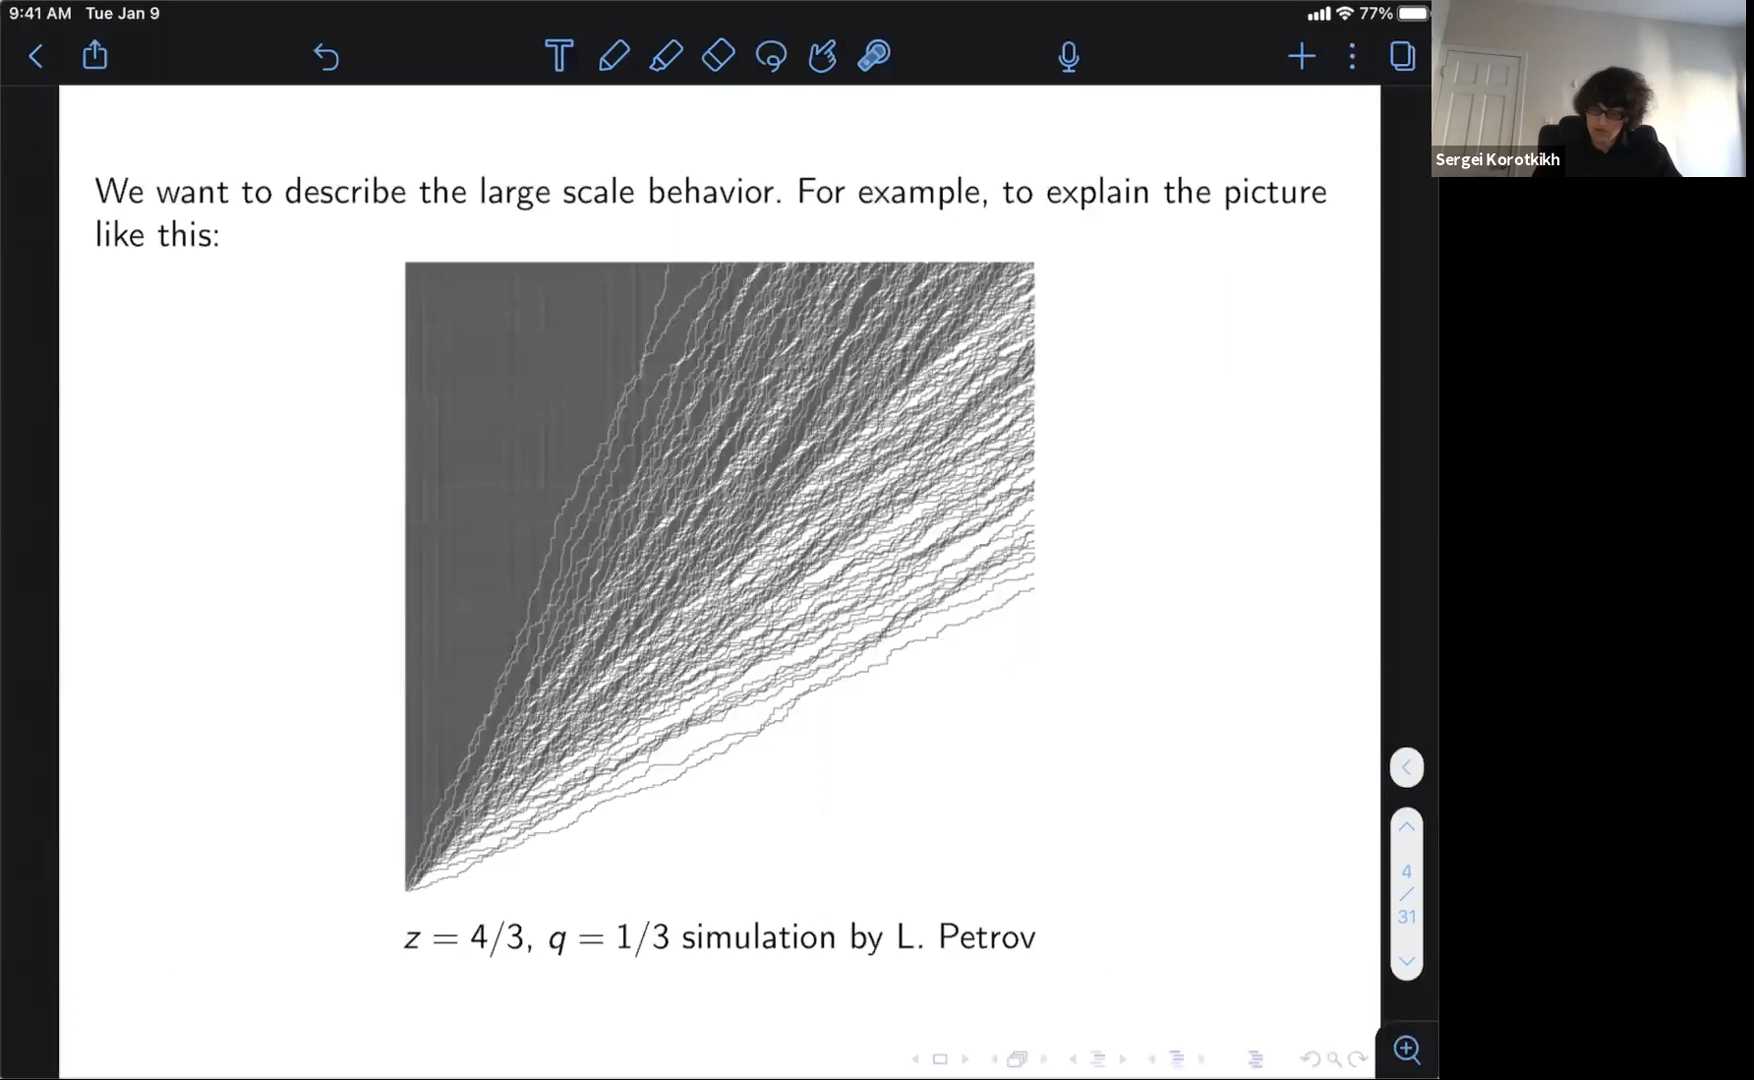 9:41 AM Tue Jan 9
77%
Sergei Korotkikh
We want to describe the large scale behavior. For example, to explain the picture
like this:
z = 4/3, q = 1/3 simulation by L. Petrov
4
/
31